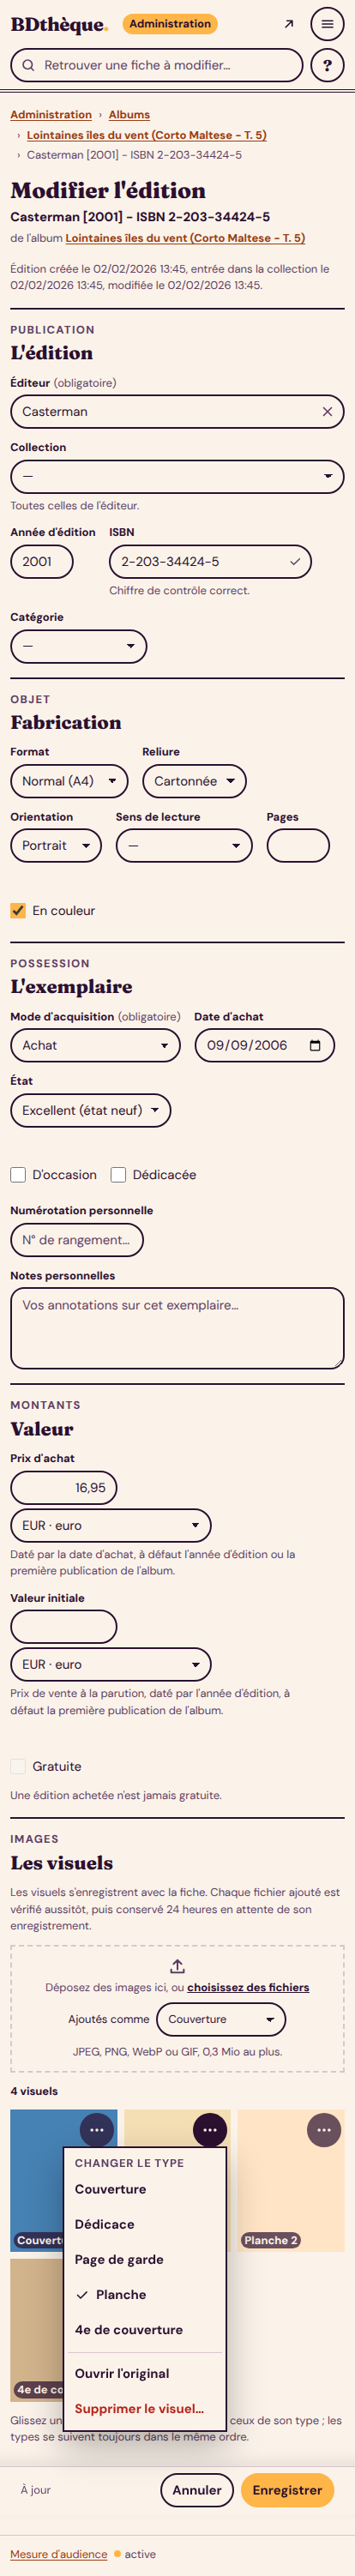 BDthèque.
Administration
Retrouver une fiche à modifier...
?
Administration › Albums
› Lointaines îles du vent (Corto Maltese - T. 5)
› Casterman [2001] - ISBN 2-203-34424-5
Modifier l'édition
Casterman [2001] - ISBN 2-203-34424-5
de l'album Lointaines îles du vent (Corto Maltese - T. 5)
Édition créée le 02/02/2026 13:45, entrée dans la collection le
02/02/2026 13:45, modifiée le 02/02/2026 13:45.
PUBLICATION
L'édition
Éditeur (obligatoire)
Casterman
Collection
—
Toutes celles de l'éditeur.
Année d'édition ISBN
2001 2-203-34424-5
Chiffre de contrôle correct.
Catégorie
—
OBJET
Fabrication
Format Reliure
Normal (A4) Cartonnée
Orientation Sens de lecture Pages
Portrait —
En couleur
POSSESSION
L'exemplaire
Mode d'acquisition (obligatoire) Date d'achat
Achat 09/09/2006
État
Excellent (état neuf)
D'occasion Dédicacée
Numérotation personnelle
N° de rangement...
Notes personnelles
Vos annotations sur cet exemplaire...
MONTANTS
Valeur
Prix d'achat
16,95
EUR · euro
Daté par la date d'achat, à défaut l'année d'édition ou la
première publication de l'album.
Valeur initiale
EUR · euro
Prix de vente à la parution, daté par l'année d'édition, à
défaut la première publication de l'album.
Gratuite
Une édition achetée n'est jamais gratuite.
IMAGES
Les visuels
Les visuels s'enregistrent avec la fiche. Chaque fichier ajouté est
vérifié aussitôt, puis conservé 24 heures en attente de son
enregistrement.
Déposez des images ici, ou choisissez des fichiers
Ajoutés comme Couverture
JPEG, PNG, WebP ou GIF, 0,3 Mio au plus.
4 visuels
CHANGER LE TYPE
Couverture
Dédicace
Page de garde
Planche
4e de couverture
Ouvrir l'original
Supprimer le visuel...
Planche 2
4e de
Glissez ceux de son type ; les
types se suivent toujours dans le même ordre.
À jour Annuler Enregistrer
Mesure d'audience active